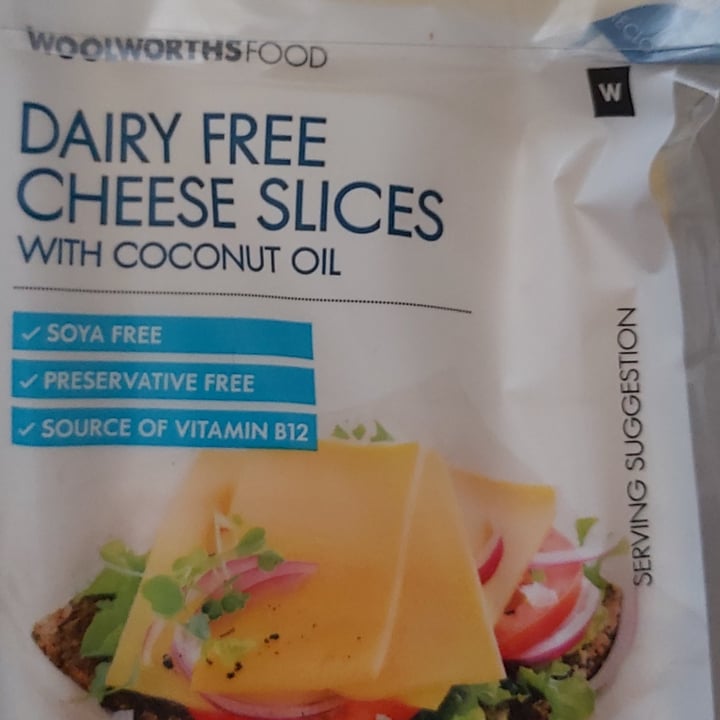 WOOLWORTHSFOOD
W
DAIRY FREE
CHEESE SLICES
WITH COCONUT OIL
✓ SOYA FREE
✓ PRESERVATIVE FREE
✓ SOURCE OF VITAMIN B12
SERVING SUGGESTION